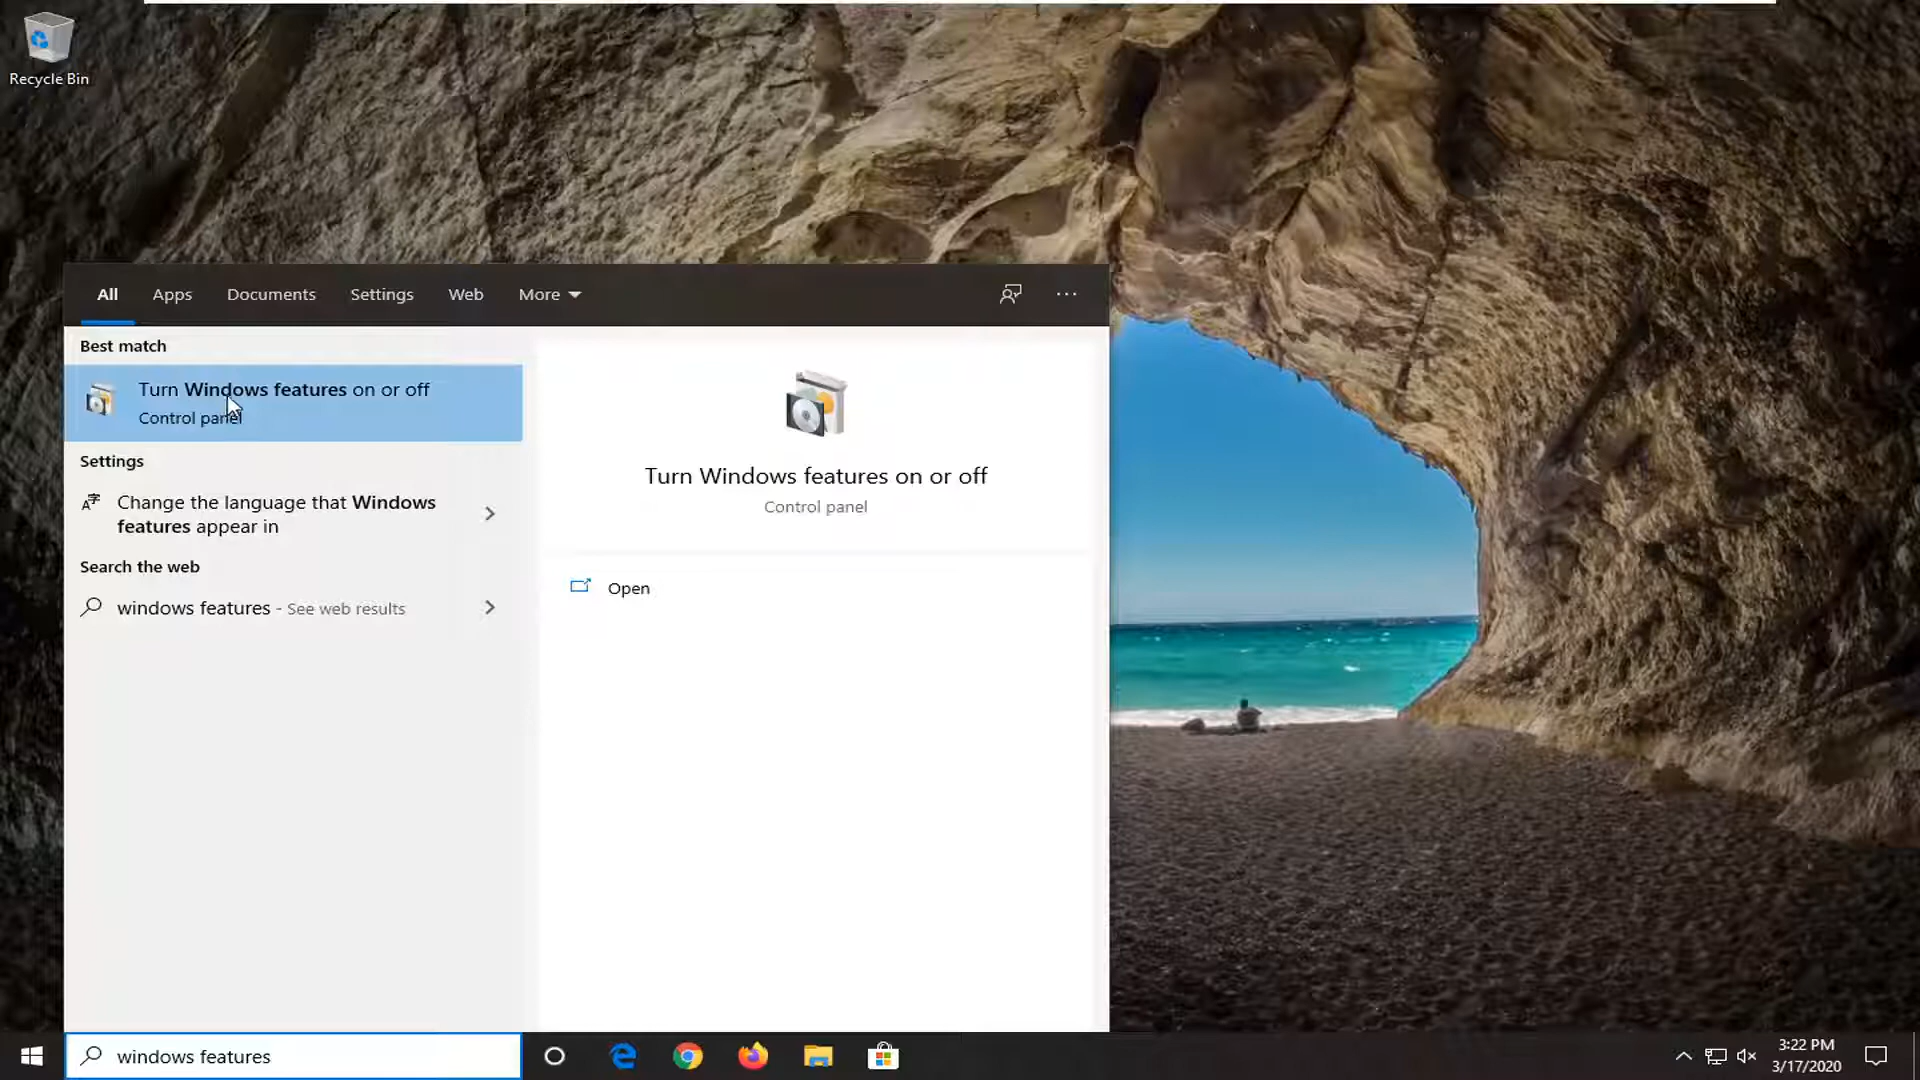 Recycle Bin
All Apps Documents Settings Web More
Best match
Turn Windows features on or off
Control panel
Settings
Change the language that Windows
features appear in
Search the web
windows features - See web results
Turn Windows features on or off
Control panel
Open
windows features
3:22 PM
3/17/2020